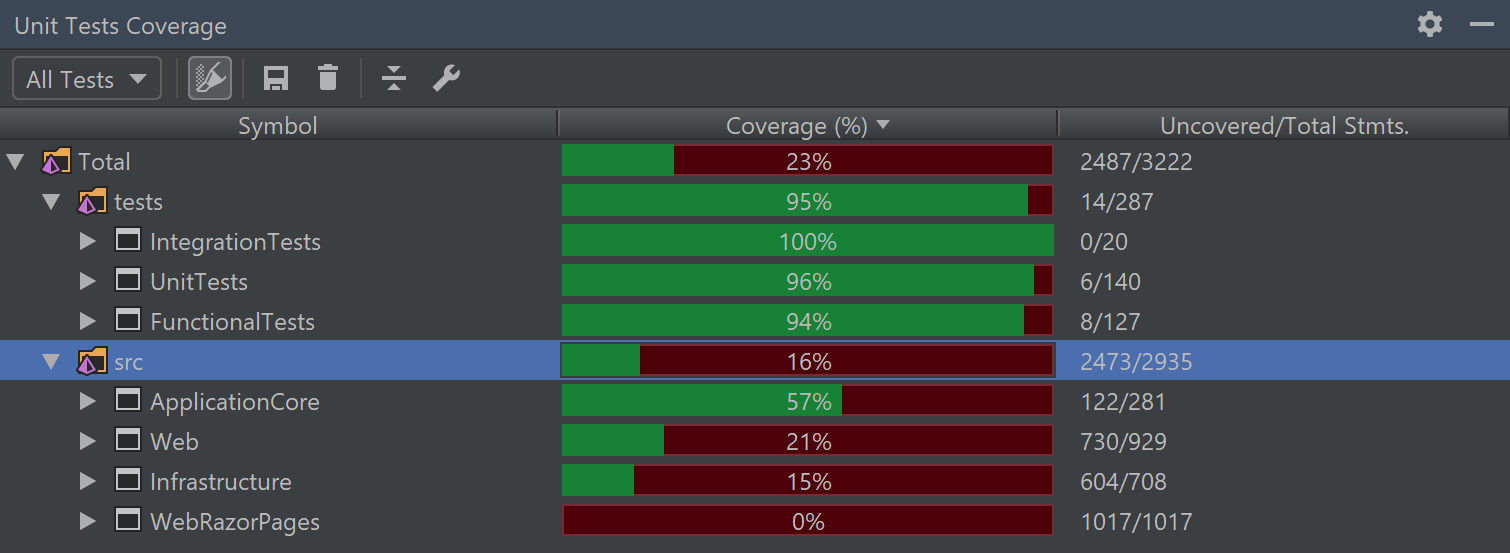 Unit Tests Coverage
All Tests
Symbol Coverage (%) Uncovered/Total Stmts.
Total 23% 2487/3222
tests 95% 14/287
IntegrationTests 100% 0/20
UnitTests 96% 6/140
FunctionalTests 94% 8/127
src 16% 2473/2935
ApplicationCore 57% 122/281
Web 21% 730/929
Infrastructure 15% 604/708
WebRazorPages 0% 1017/1017